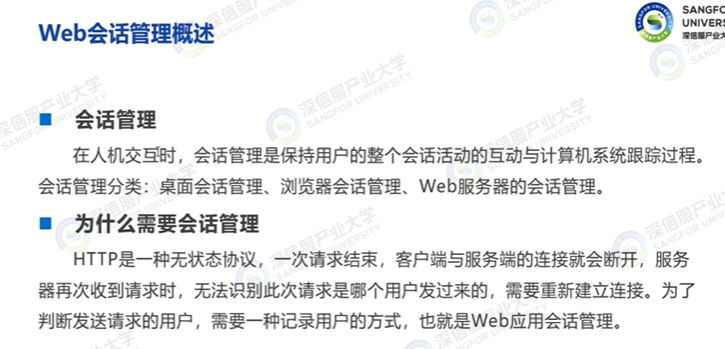 Web会话管理概述
SANGFOR
UNIVERS
深信服产业大
会话管理
在人机交互时，会话管理是保持用户的整个会话活动的互动与计算机系统跟踪过程。
会话管理分类：桌面会话管理、浏览器会话管理、Web服务器的会话管理。
为什么需要会话管理
HTTP是一种无状态协议，一次请求结束，客户端与服务端的连接就会断开，服务
器再次收到请求时，无法识别此次请求是哪个用户发过来的，需要重新建立连接。为了
判断发送请求的用户，需要一种记录用户的方式，也就是Web应用会话管理。
深信服产业大学
SANGFOR UNIVERSITY